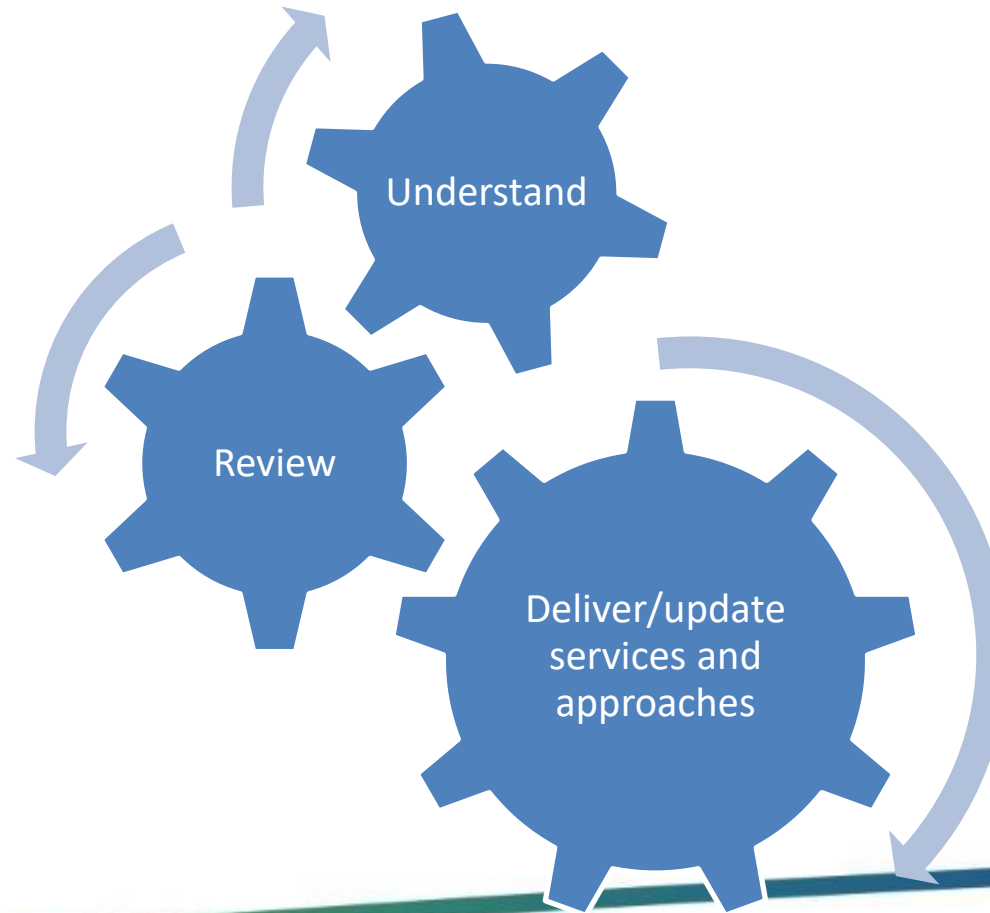 Understand
Review
Deliver/update
services and
approaches